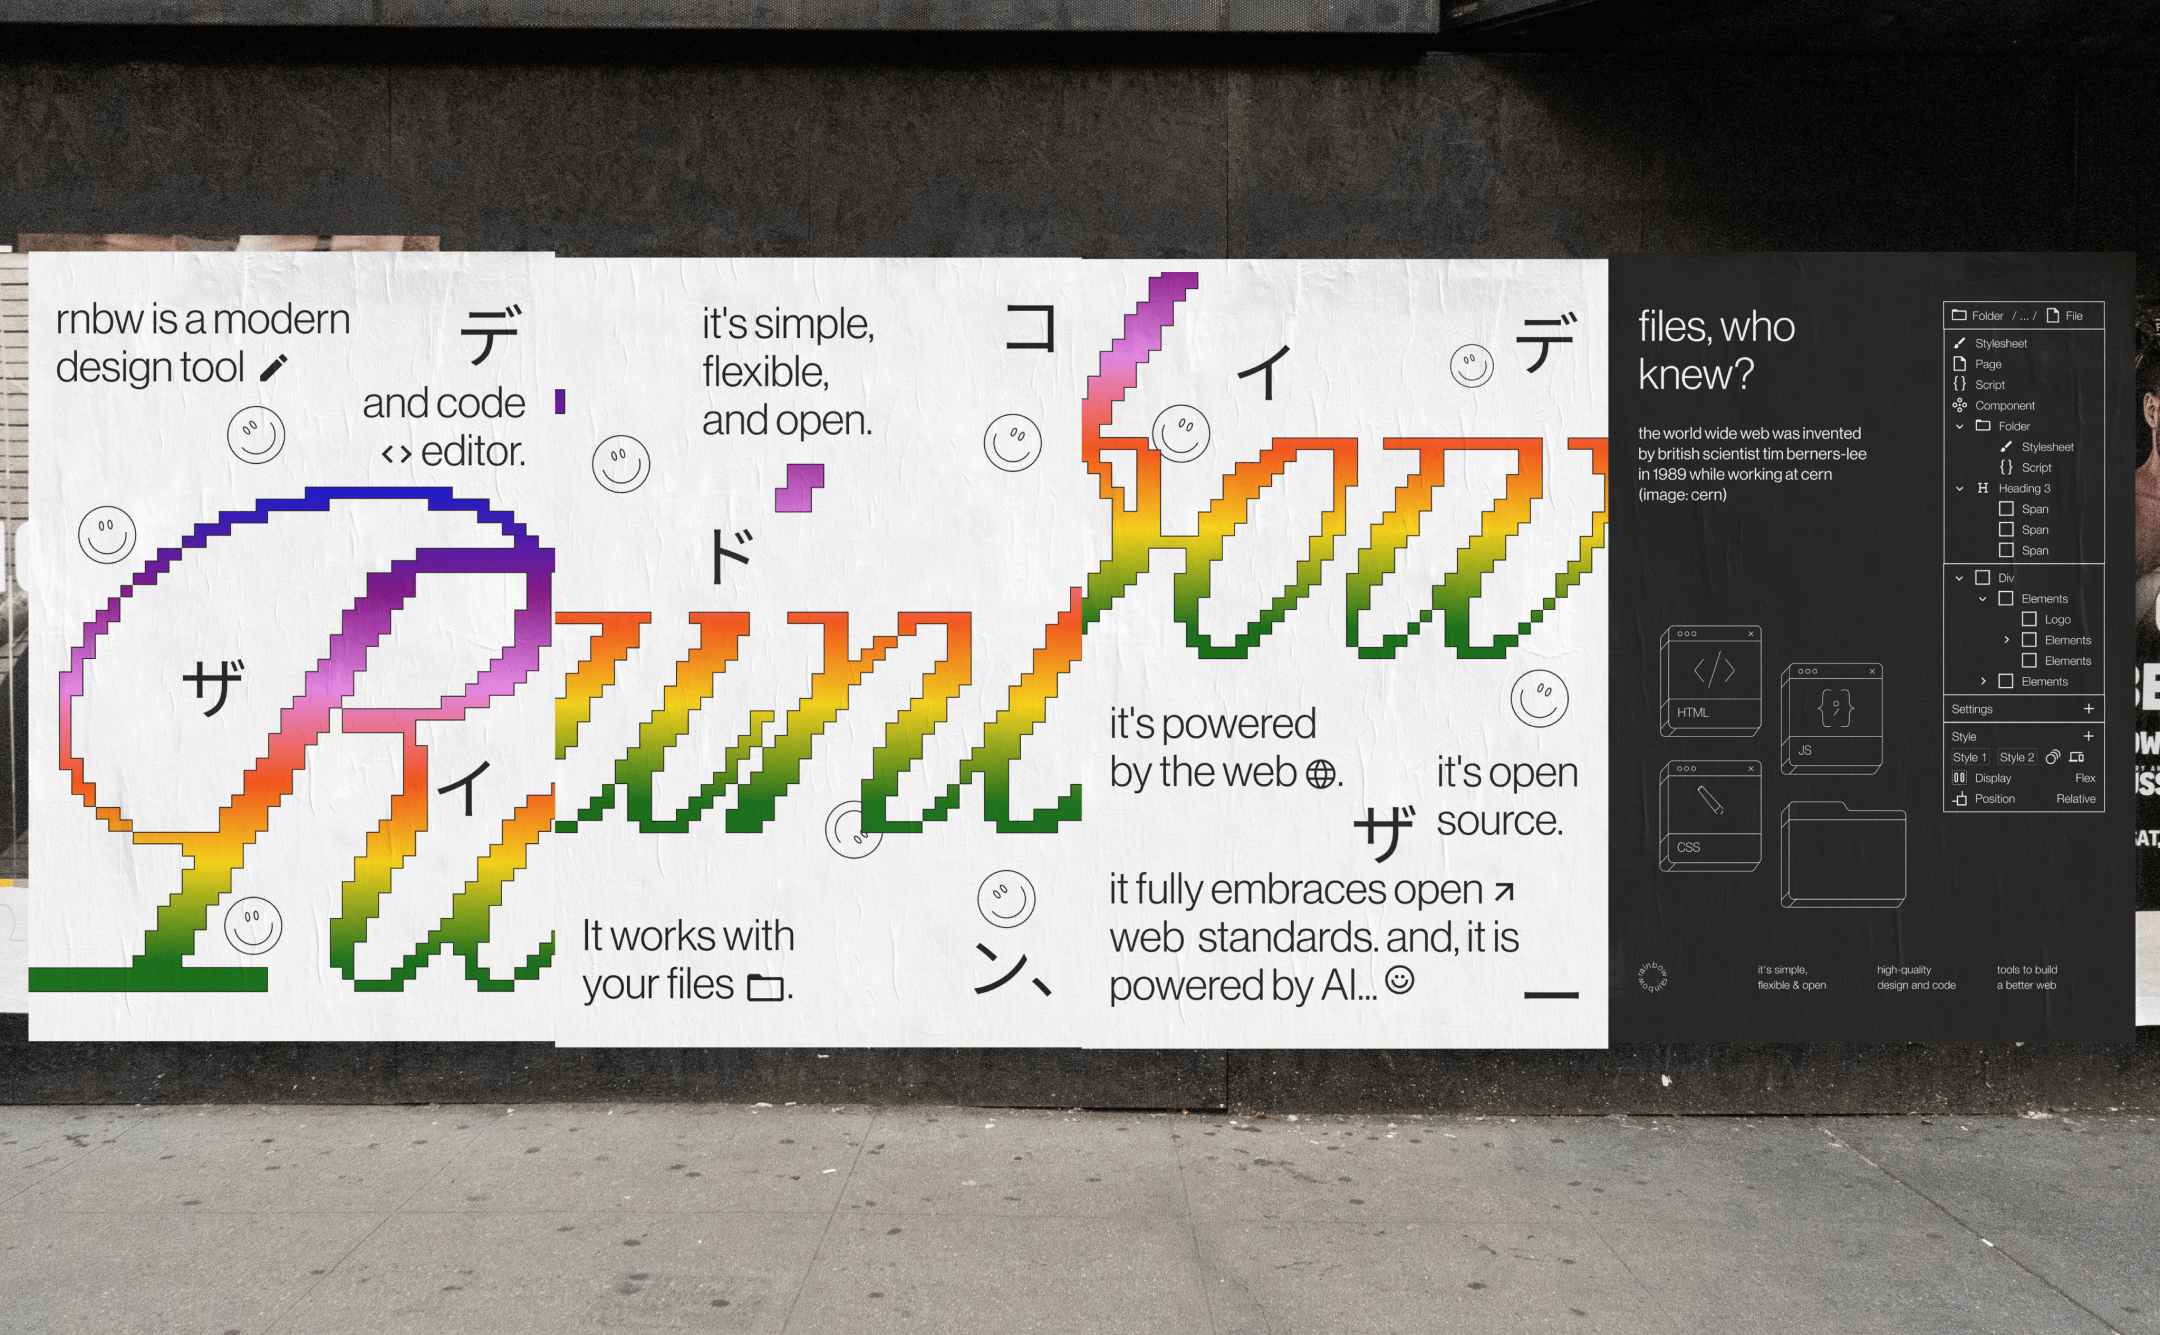 rnbw is a modern
design tool
デ
and code
<> editor.
ザ
イ
Rainbow
it's simple,
flexible,
and open.
コ
ド
It works with
your files
.
ン、
イ
デ
it's powered
by the web
.
it's open
source.
ザ
it fully embraces open
web standards. and, it is
powered by AI...
ー
files, who
knew?
the world wide web was invented
by british scientist tim berners-lee
in 1989 while working at cern
(image: cern)
HTML
JS
CSS
Folder / ... / File
Stylesheet
Page
{} Script
Component
Folder
Stylesheet
{} Script
H Heading 3
Span
Span
Span
Div
Elements
Logo
Elements
Elements
Elements
Settings +
Style +
Style 1 Style 2
Display Flex
Position Relative
rainbow rainbow
it's simple,
flexible & open
high-quality
design and code
tools to build
a better web